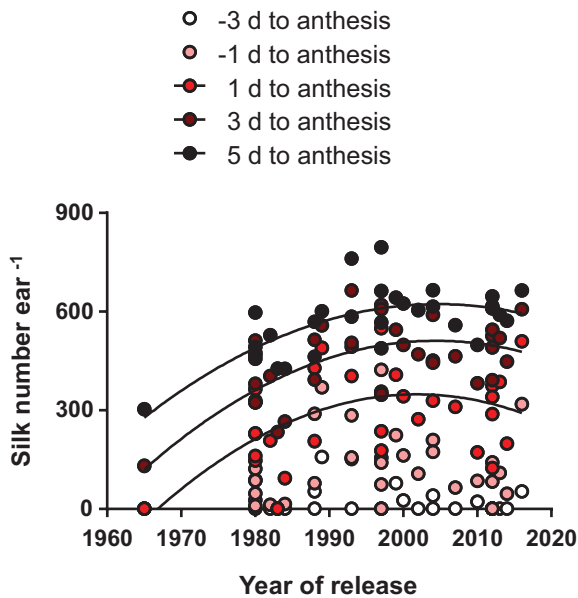 -3 d to anthesis
-1 d to anthesis
1 d to anthesis
3 d to anthesis
5 d to anthesis
Silk number ear -1
900
600
300
0
1960 1970 1980 1990 2000 2010 2020
Year of release